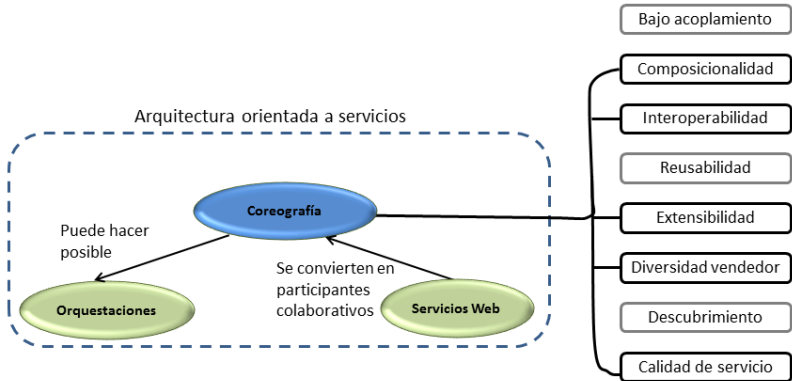 Arquitectura orientada a servicios
Coreografía
Puede hacer
posible
Se convierten en
participantes
colaborativos
Orquestaciones
Servicios Web
Bajo acoplamiento
Composicionalidad
Interoperabilidad
Reusabilidad
Extensibilidad
Diversidad vendedor
Descubrimiento
Calidad de servicio